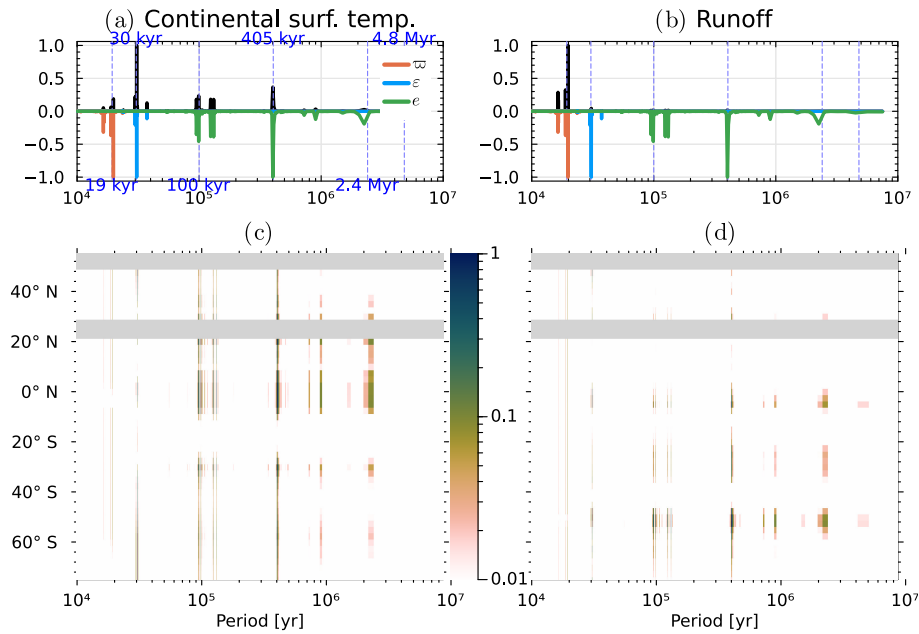 (a) Continental surf. temp.
(b) Runoff
30 kyr
405 kyr
4.8 Myr
1.0
0.5
0.0
−0.5
−1.0
ϖ
ε
e
19 kyr
100 kyr
2.4 Myr
10⁴
10⁵
10⁶
10⁷
1.0
0.5
0.0
−0.5
−1.0
10⁴
10⁵
10⁶
10⁷
(c)
(d)
40° N
20° N
0° N
20° S
40° S
60° S
1
0.1
0.01
10⁴
10⁵
10⁶
10⁷
10⁴
10⁵
10⁶
10⁷
Period [yr]
Period [yr]